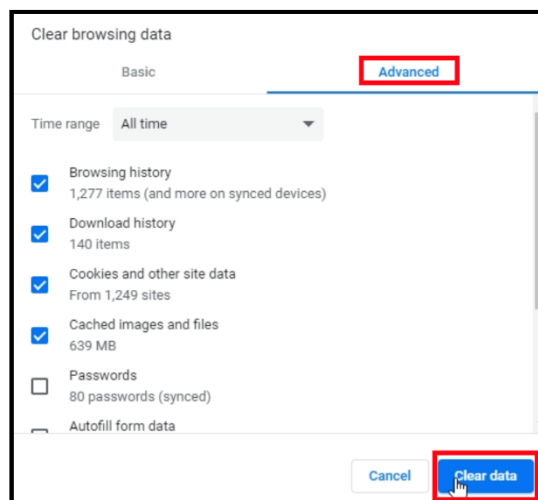 Clear browsing data
Basic
Advanced
Time range
All time
Browsing history
1,277 items (and more on synced devices)
Download history
140 items
Cookies and other site data
From 1,249 sites
Cached images and files
639 MB
Passwords
80 passwords (synced)
Autofill form data
Cancel
Clear data